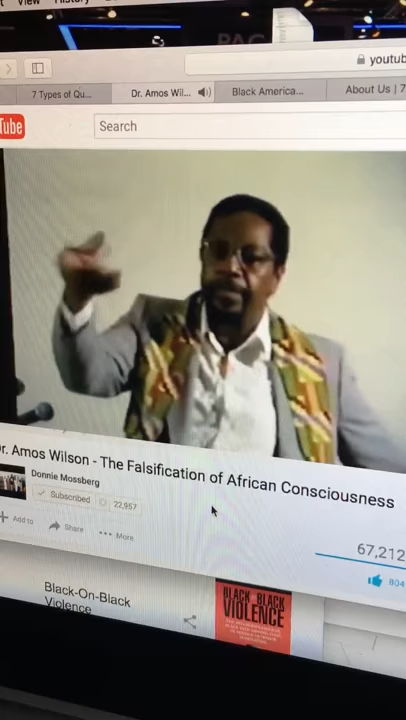 View History
PAC
youtub
7 Types of Qu...
Dr. Amos Wil...
Black America...
About Us | 7
Tube
Search
Dr. Amos Wilson - The Falsification of African Consciousness
Donnie Mossberg
Subscribed 22,957
Add to Share More
67,212
804
Black-On-Black
Violence
BLACK BLACK
VIOLENCE